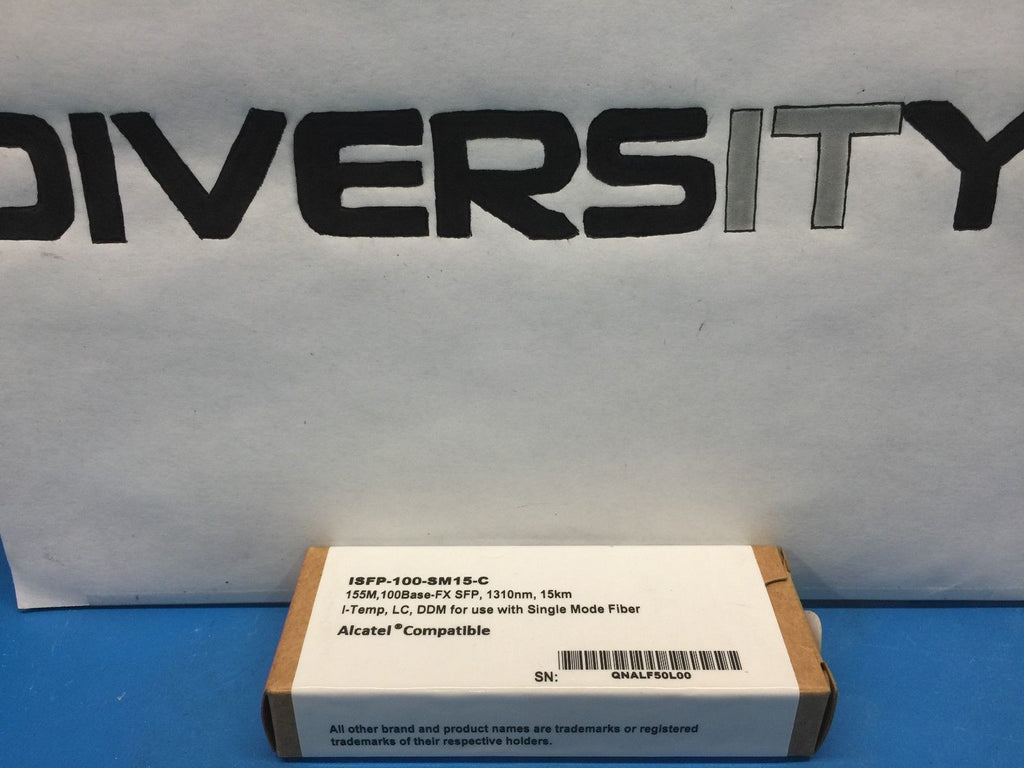 DIVERSITY
ISFP-100-SM15-C
155M,100Base-FX SFP, 1310nm, 15km
I-Temp, LC, DDM for use with Single Mode Fiber
Alcatel®Compatible
SN: QNALF50L00
All other brand and product names are trademarks or registered
trademarks of their respective holders.